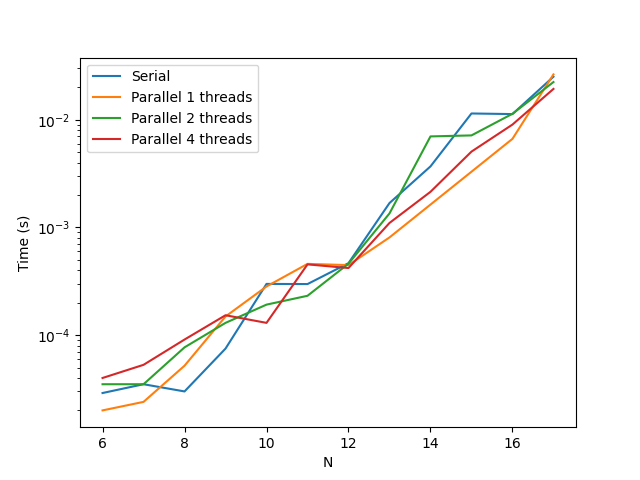 Serial
Parallel 1 threads
Parallel 2 threads
Parallel 4 threads
10⁻²
10⁻³
10⁻⁴
Time (s)
6 8 10 12 14 16
N